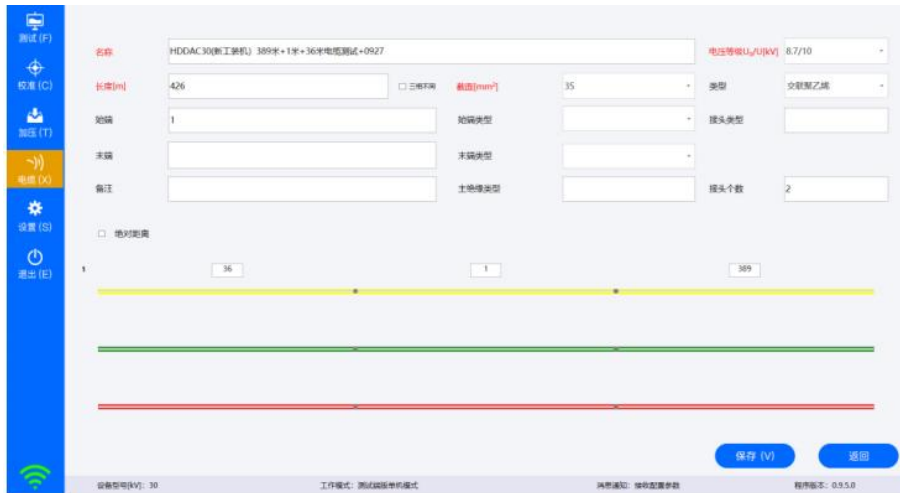 测试(F)
校准(C)
加压(T)
电缆(X)
设置(S)
退出(E)
名称 HDDAC30(新工装机) 389米+1米+36米电缆测试+0927 电压等级U₀/U[kV] 8.7/10
长度[m] 426 三相不同 截面[mm²] 35 类型 交联聚乙烯
始端 1 始端类型 接头类型
末端 末端类型
备注 主绝缘类型 接头个数 2
绝对距离
1 36 1 389
保存 (V) 返回
设备型号[kV]: 30 工作模式: 测试端版单机模式 消息通知: 接收配置参数 程序版本: 0.9.5.0